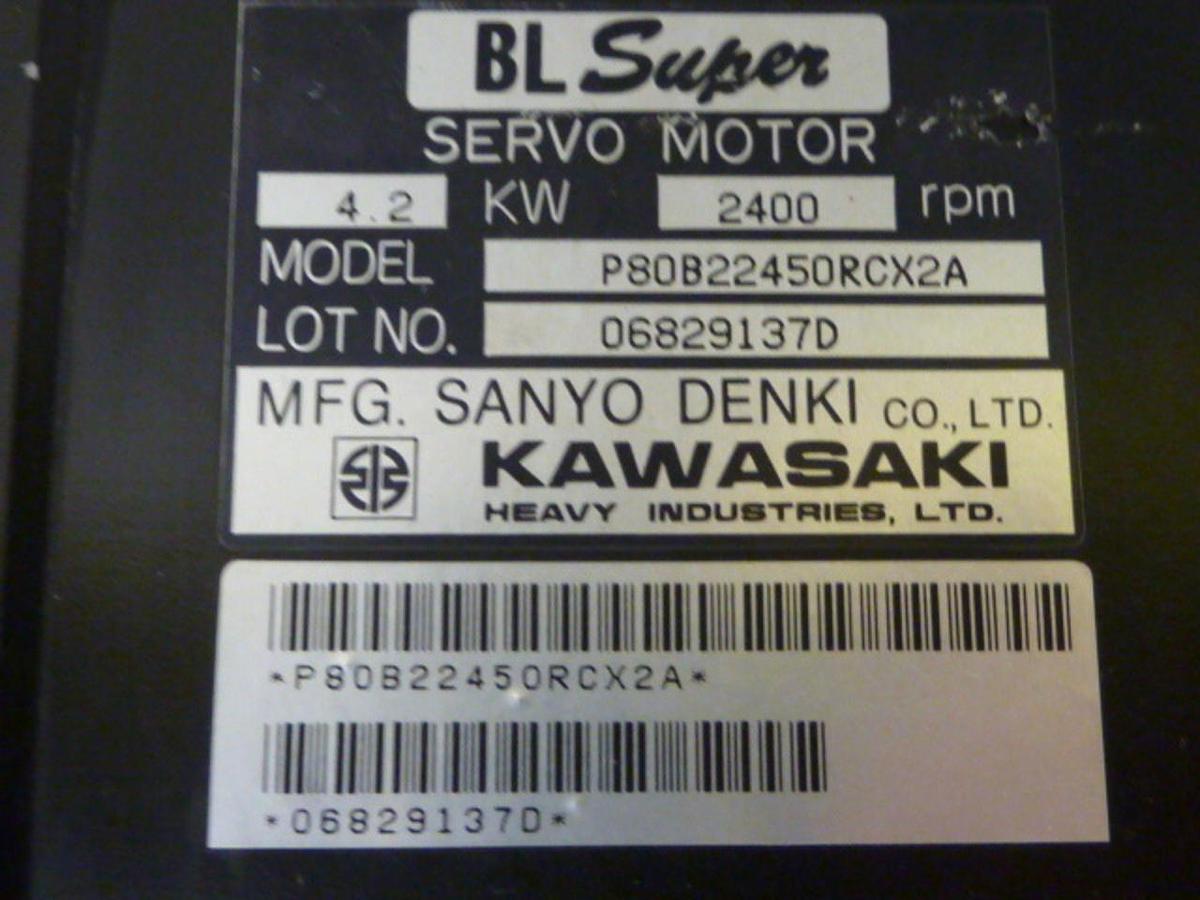 BL Super
SERVO MOTOR
4.2 KW 2400 rpm
MODEL P80B22450RCX2A
LOT NO. 06829137D
MFG. SANYO DENKI CO., LTD.
KAWASAKI
HEAVY INDUSTRIES, LTD.
*P80B22450RCX2A*
*06829137D*